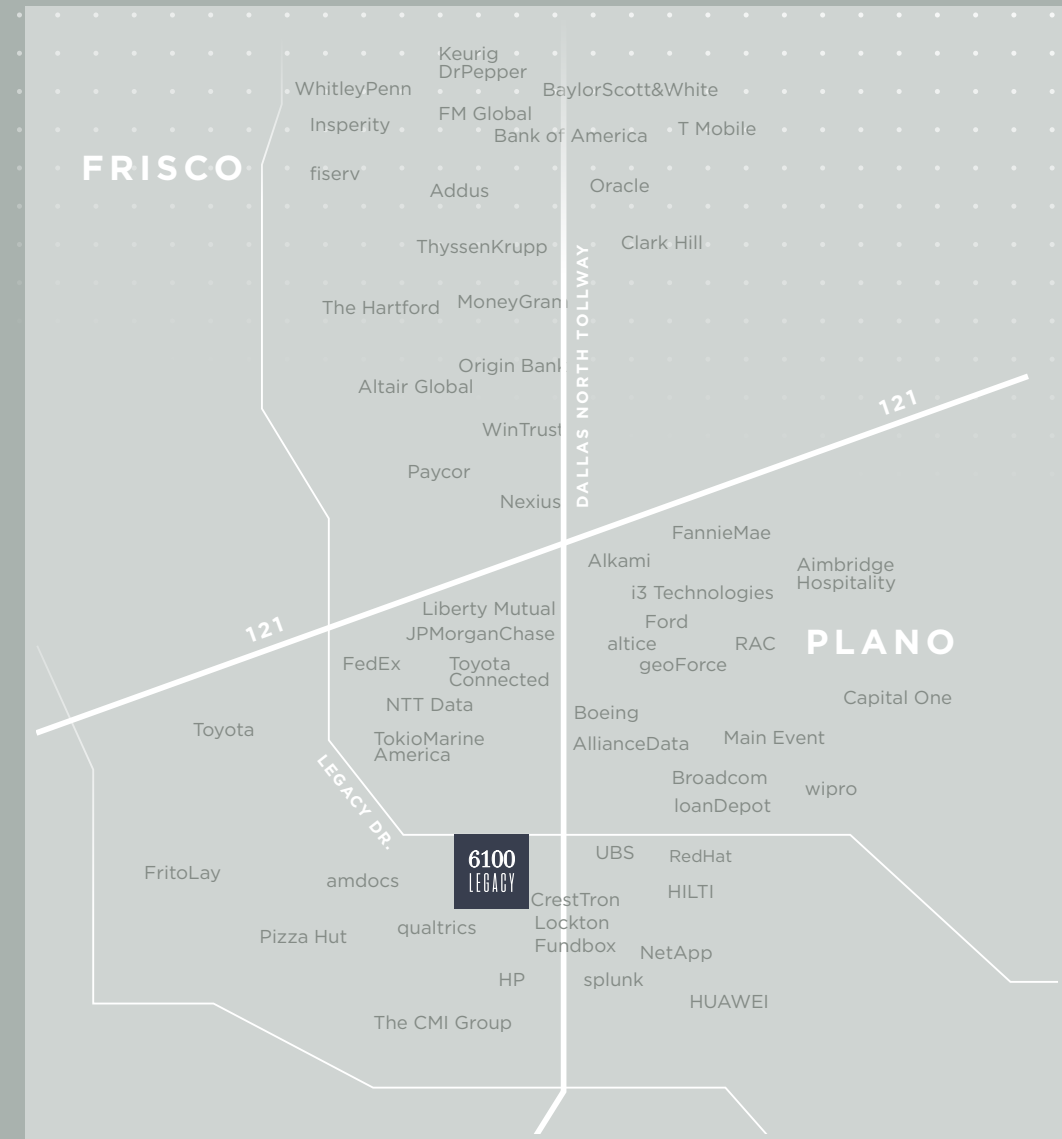 Keurig
DrPepper
WhitleyPenn
BaylorScott&White
FM Global
Insperity
Bank of America
T Mobile
FRISCO
fiserv
Addus
Oracle
ThyssenKrupp
Clark Hill
DALLAS NORTH TOLLWAY
The Hartford
MoneyGram
Origin Bank
Altair Global
121
WinTrust
Paycor
Nexius
FannieMae
Alkami
Aimbridge
Hospitality
i3 Technologies
Liberty Mutual
Ford
121
JPMorganChase
altice
RAC
PLANO
FedEx
Toyota
Connected
geoForce
Capital One
NTT Data
Boeing
Toyota
TokioMarine
America
AllianceData
Main Event
LEGACY DR.
Broadcom
wipro
loanDepot
6100
LEGACY
UBS
RedHat
FritoLay
amdocs
HILTI
CrestTron
Lockton
Fundbox
qualtrics
Pizza Hut
NetApp
HP
splunk
HUAWEI
The CMI Group